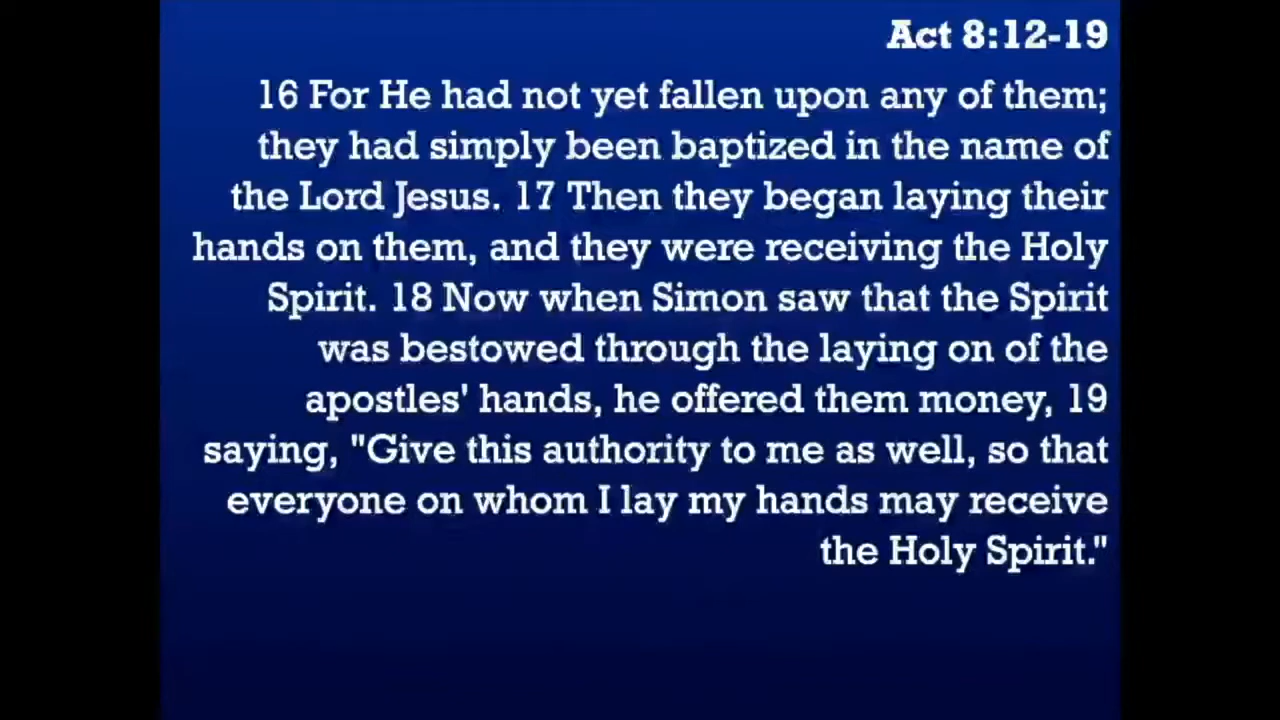 Act 8:12-19
16 For He had not yet fallen upon any of them;
they had simply been baptized in the name of
the Lord Jesus. 17 Then they began laying their
hands on them, and they were receiving the Holy
Spirit. 18 Now when Simon saw that the Spirit
was bestowed through the laying on of the
apostles' hands, he offered them money, 19
saying, "Give this authority to me as well, so that
everyone on whom I lay my hands may receive
the Holy Spirit."